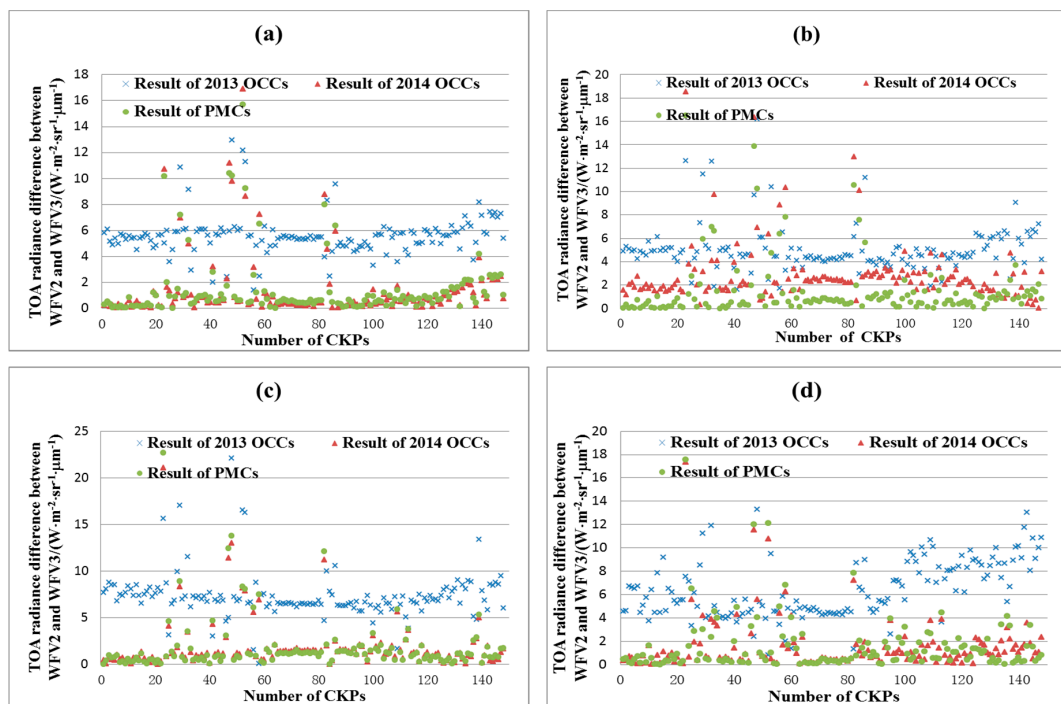 (a)
TOA radiance difference between
WFV2 and WFV3/(W·m-2·sr-1·μm-1)
18
16
14
12
10
8
6
4
2
0
× Result of 2013 OCCs ▲ Result of 2014 OCCs
● Result of PMCs
0 20 40 60 80 100 120 140
Number of CKPs
(b)
TOA radiance difference between
WFV2 and WFV3/(W·m-2·sr-1·μm-1)
20
18
16
14
12
10
8
6
4
2
0
× Result of 2013 OCCs ▲ Result of 2014 OCCs
● Result of PMCs
0 20 40 60 80 100 120 140
Number of CKPs
(c)
TOA radiance difference between
WFV2 and WFV3/(W·m-2·sr-1·μm-1)
25
20
15
10
5
0
× Result of 2013 OCCs ▲ Result of 2014 OCCs
● Result of PMCs
0 20 40 60 80 100 120 140
Number of CKPs
(d)
TOA radiance difference between
WFV2 and WFV3/(W·m-2·sr-1·μm-1)
20
18
16
14
12
10
8
6
4
2
0
× Result of 2013 OCCs ▲ Result of 2014 OCCs
● Result of PMCs
0 20 40 60 80 100 120 140
Number of CKPs